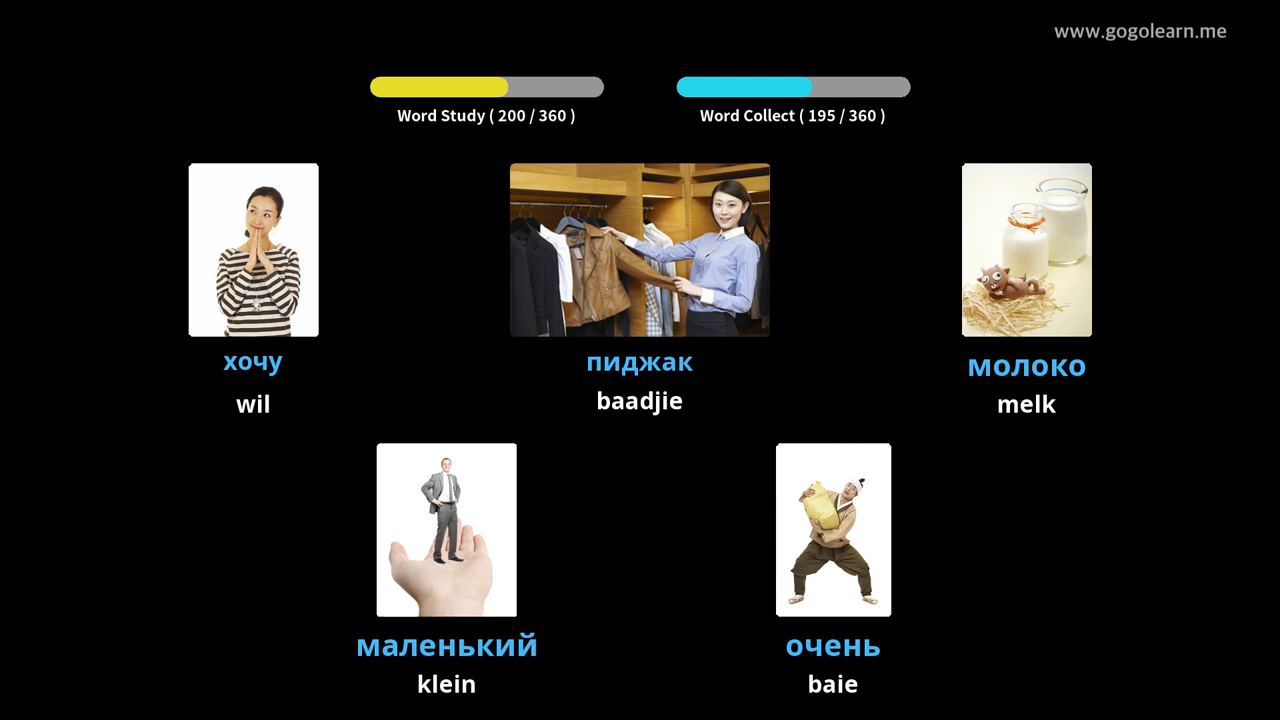 www.gogolearn.me
Word Study ( 200 / 360 )
Word Collect ( 195 / 360 )
хочу
wil
пиджак
baadjie
молоко
melk
маленький
klein
очень
baie